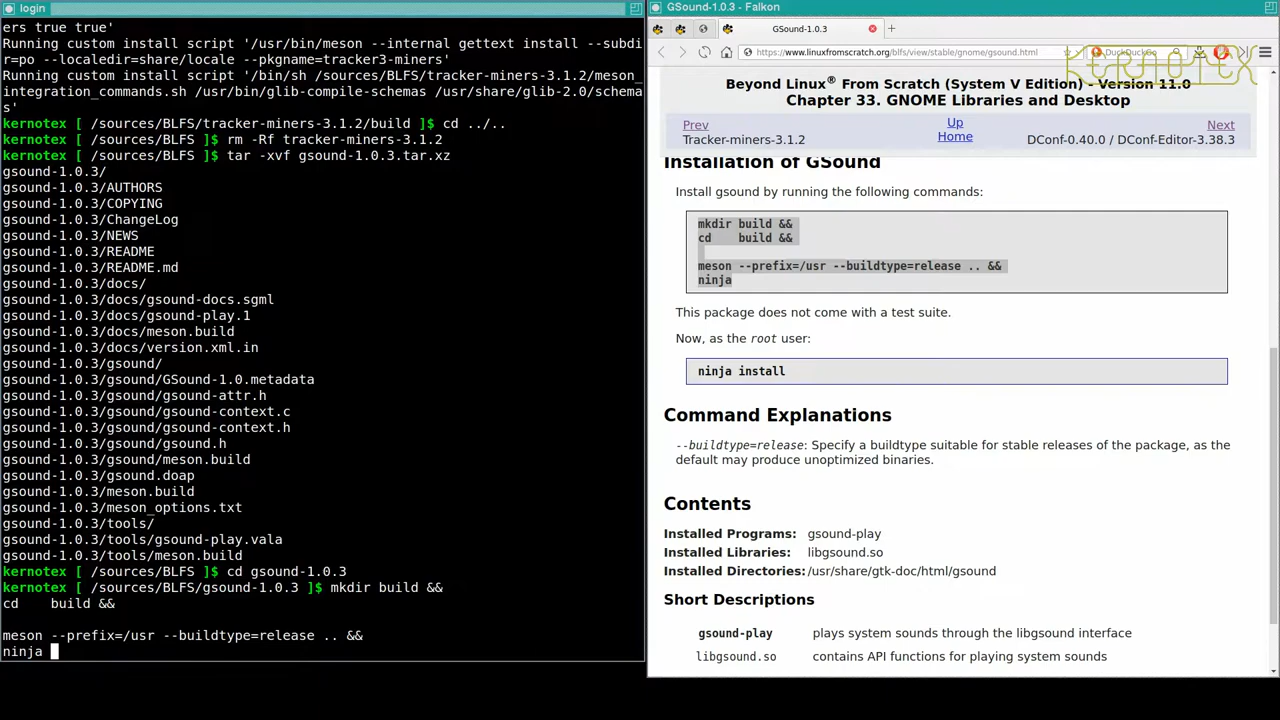 login
ers true true'
Running custom install script '/usr/bin/meson --internal gettext install --subdi
r=po --localedir=share/locale --pkgname=tracker3-miners'
Running custom install script '/bin/sh /sources/BLFS/tracker-miners-3.1.2/meson_
integration_commands.sh /usr/bin/glib-compile-schemas /usr/share/glib-2.0/schema
s'
kernotex [ /sources/BLFS/tracker-miners-3.1.2/build ]$ cd ../..
kernotex [ /sources/BLFS ]$ rm -Rf tracker-miners-3.1.2
kernotex [ /sources/BLFS ]$ tar -xvf gsound-1.0.3.tar.xz
gsound-1.0.3/
gsound-1.0.3/AUTHORS
gsound-1.0.3/COPYING
gsound-1.0.3/ChangeLog
gsound-1.0.3/NEWS
gsound-1.0.3/README
gsound-1.0.3/README.md
gsound-1.0.3/docs/
gsound-1.0.3/docs/gsound-docs.sgml
gsound-1.0.3/docs/gsound-play.1
gsound-1.0.3/docs/meson.build
gsound-1.0.3/docs/version.xml.in
gsound-1.0.3/gsound/
gsound-1.0.3/gsound/GSound-1.0.metadata
gsound-1.0.3/gsound/gsound-attr.h
gsound-1.0.3/gsound/gsound-context.c
gsound-1.0.3/gsound/gsound-context.h
gsound-1.0.3/gsound/gsound.h
gsound-1.0.3/gsound/meson.build
gsound-1.0.3/gsound.doap
gsound-1.0.3/meson.build
gsound-1.0.3/meson_options.txt
gsound-1.0.3/tools/
gsound-1.0.3/tools/gsound-play.vala
gsound-1.0.3/tools/meson.build
kernotex [ /sources/BLFS ]$ cd gsound-1.0.3
kernotex [ /sources/BLFS/gsound-1.0.3 ]$ mkdir build &&
cd    build &&
meson --prefix=/usr --buildtype=release .. &&
ninja
GSound-1.0.3 - Falkon
GSound-1.0.3
https://www.linuxfromscratch.org/blfs/view/stable/gnome/gsound.html
DuckDuckGo
KERNOTEX
Beyond Linux® From Scratch (System V Edition) - Version 11.0
Chapter 33. GNOME Libraries and Desktop
Prev Up Next
Tracker-miners-3.1.2 Home DConf-0.40.0 / DConf-Editor-3.38.3
Installation of GSound
Install gsound by running the following commands:
mkdir build &&
cd    build &&
meson --prefix=/usr --buildtype=release .. &&
ninja
This package does not come with a test suite.
Now, as the root user:
ninja install
Command Explanations
--buildtype=release: Specify a buildtype suitable for stable releases of the package, as the
default may produce unoptimized binaries.
Contents
Installed Programs: gsound-play
Installed Libraries: libgsound.so
Installed Directories: /usr/share/gtk-doc/html/gsound
Short Descriptions
gsound-play plays system sounds through the libgsound interface
libgsound.so contains API functions for playing system sounds